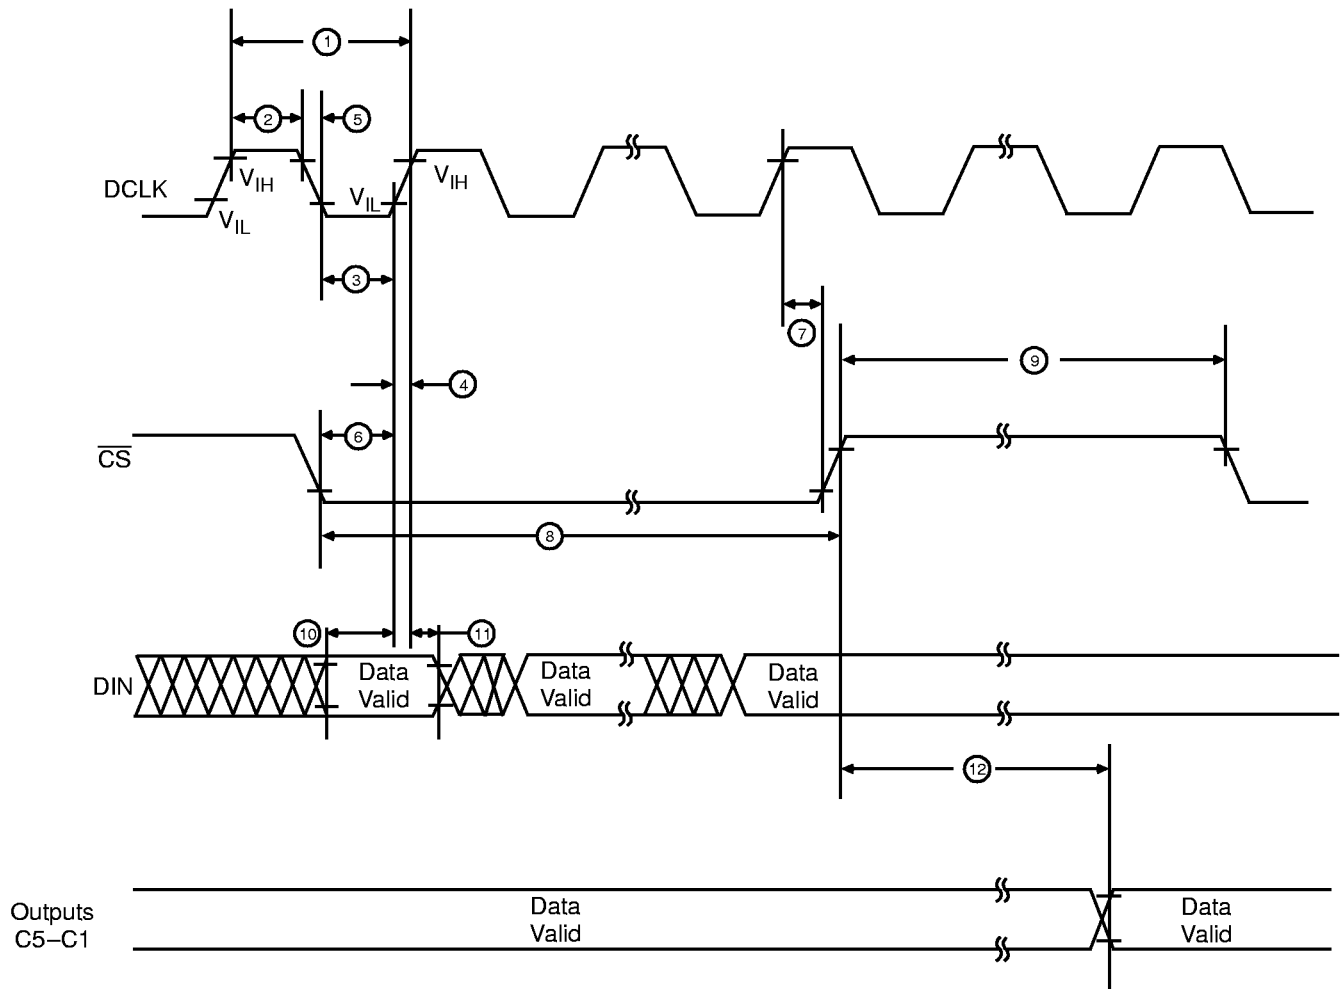 1
2
5
DCLK
VIH
VIL
VIL
VIH
3
7
4
9
CS
6
8
10
11
DIN
Data
Valid
Data
Valid
Data
Valid
12
Outputs
C5–C1
Data
Valid
Data
Valid